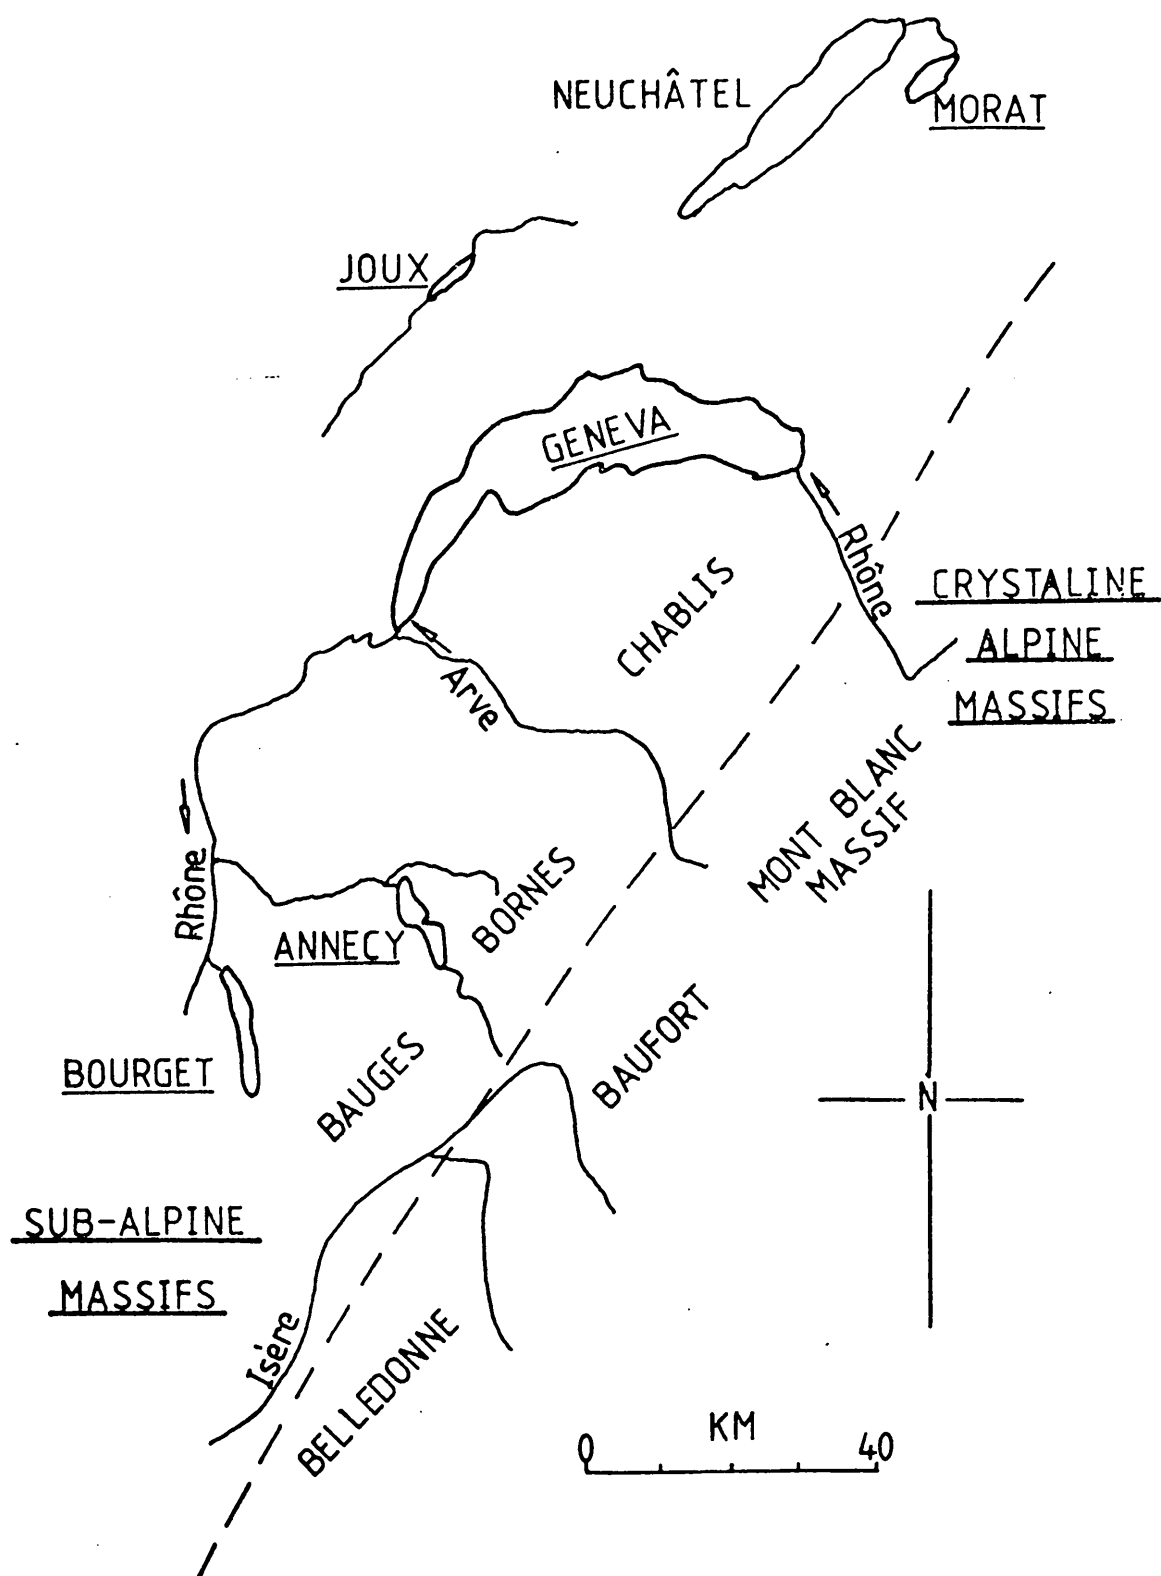 NEUCHÂTEL
MORAT
JOUX
GENEVA
Rhône
CHABLIS
CRYSTALINE
ALPINE
MASSIFS
Arve
MONT BLANC
MASSIF
Rhône
BORNES
ANNECY
BAUFORT
BOURGET
BAUGES
N
SUB-ALPINE
MASSIFS
Isère
BELLEDONNE
KM
0 40